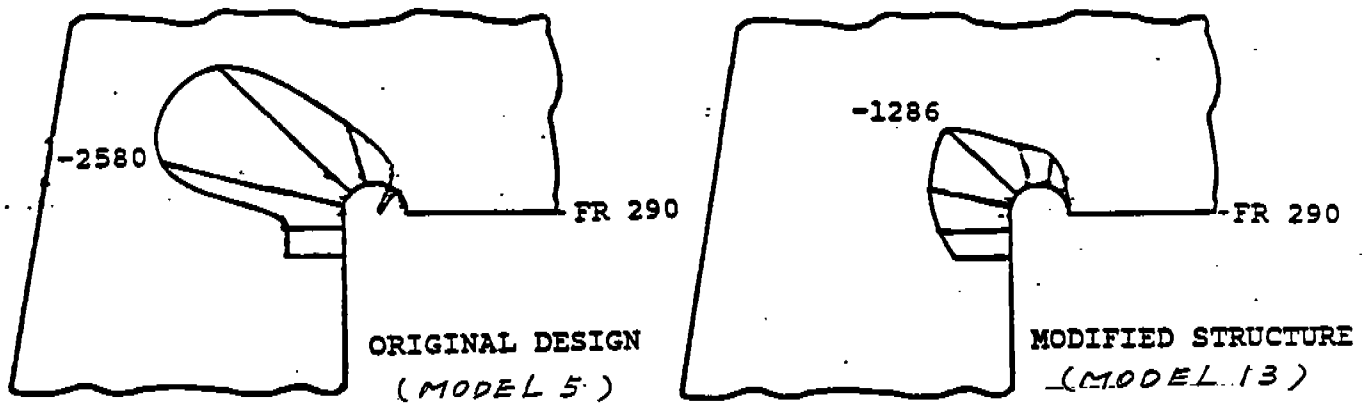 -2580
FR 290
ORIGINAL DESIGN
(MODEL 5)
-1286
FR 290
MODIFIED STRUCTURE
(MODEL 13)